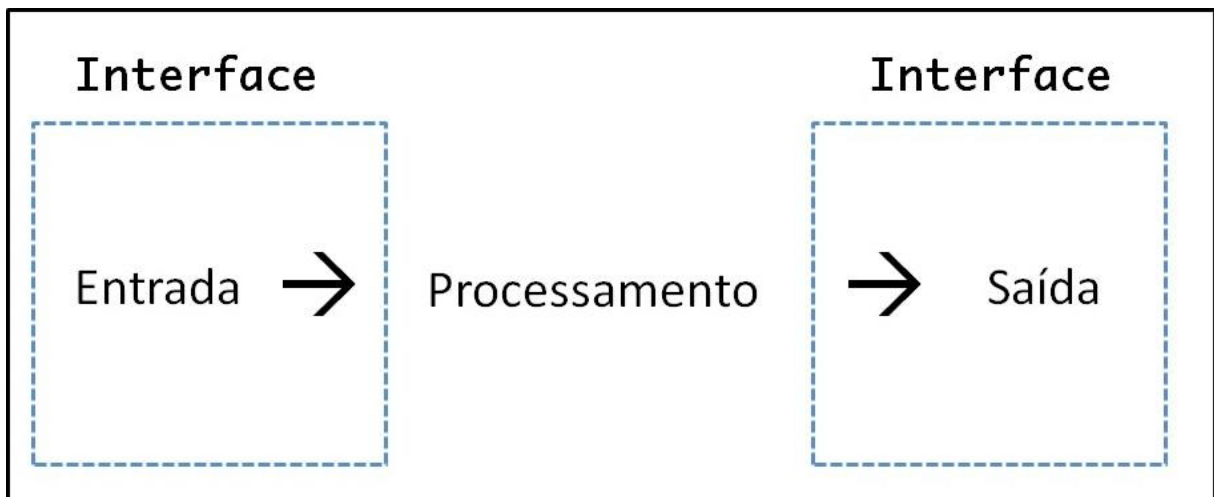 Interface Interface
Entrada → Processamento → Saída